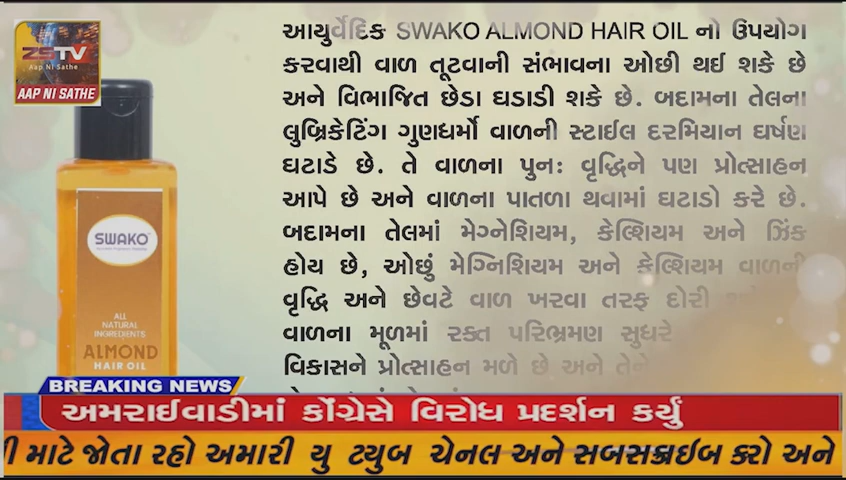 ZSTV
Aap Ni Sathe
AAP NI SATHE
આયુર્વેદિક SWAKO ALMOND HAIR OIL નો ઉપયોગ
કરવાથી વાળ તૂટવાની સંભાવના ઓછી થઈ શકે છે
અને વિભાજિત છેડા ઘડાડી શકે છે. બદામના તેલના
લુબ્રિકેટિંગ ગુણધર્મો વાળની સ્ટાઈલ દરમિયાન ઘર્ષણ
ઘટાડે છે. તે વાળના પુનઃ વૃદ્ધિને પણ પ્રોત્સાહન
આપે છે અને વાળના પાતળા થવામાં ઘટાડો કરે છે.
બદામના તેલમાં મેગ્નેશિયમ, કેલ્શિયમ અને ઝિંક
હોય છે, ઓછું મેગ્નિશિયમ અને કેલ્શિયમ વાળની
વૃદ્ધિ અને છેવટે વાળ ખરવા તરફ દોરી
વાળના મૂળમાં રક્ત પરિભ્રમણ સુધરે
વિકાસને પ્રોત્સાહન મળે છે અને તેને
SWAKO
ALL
NATURAL
INGREDIENTS
ALMOND
HAIR OIL
BREAKING NEWS
અમરાઈવાડીમાં કોંગ્રેસે વિરોધ પ્રદર્શન કર્યું
માટે જોતા રહો અમારી યુ ટ્યુબ ચેનલ અને સબસક્રાઇબ કરો અને